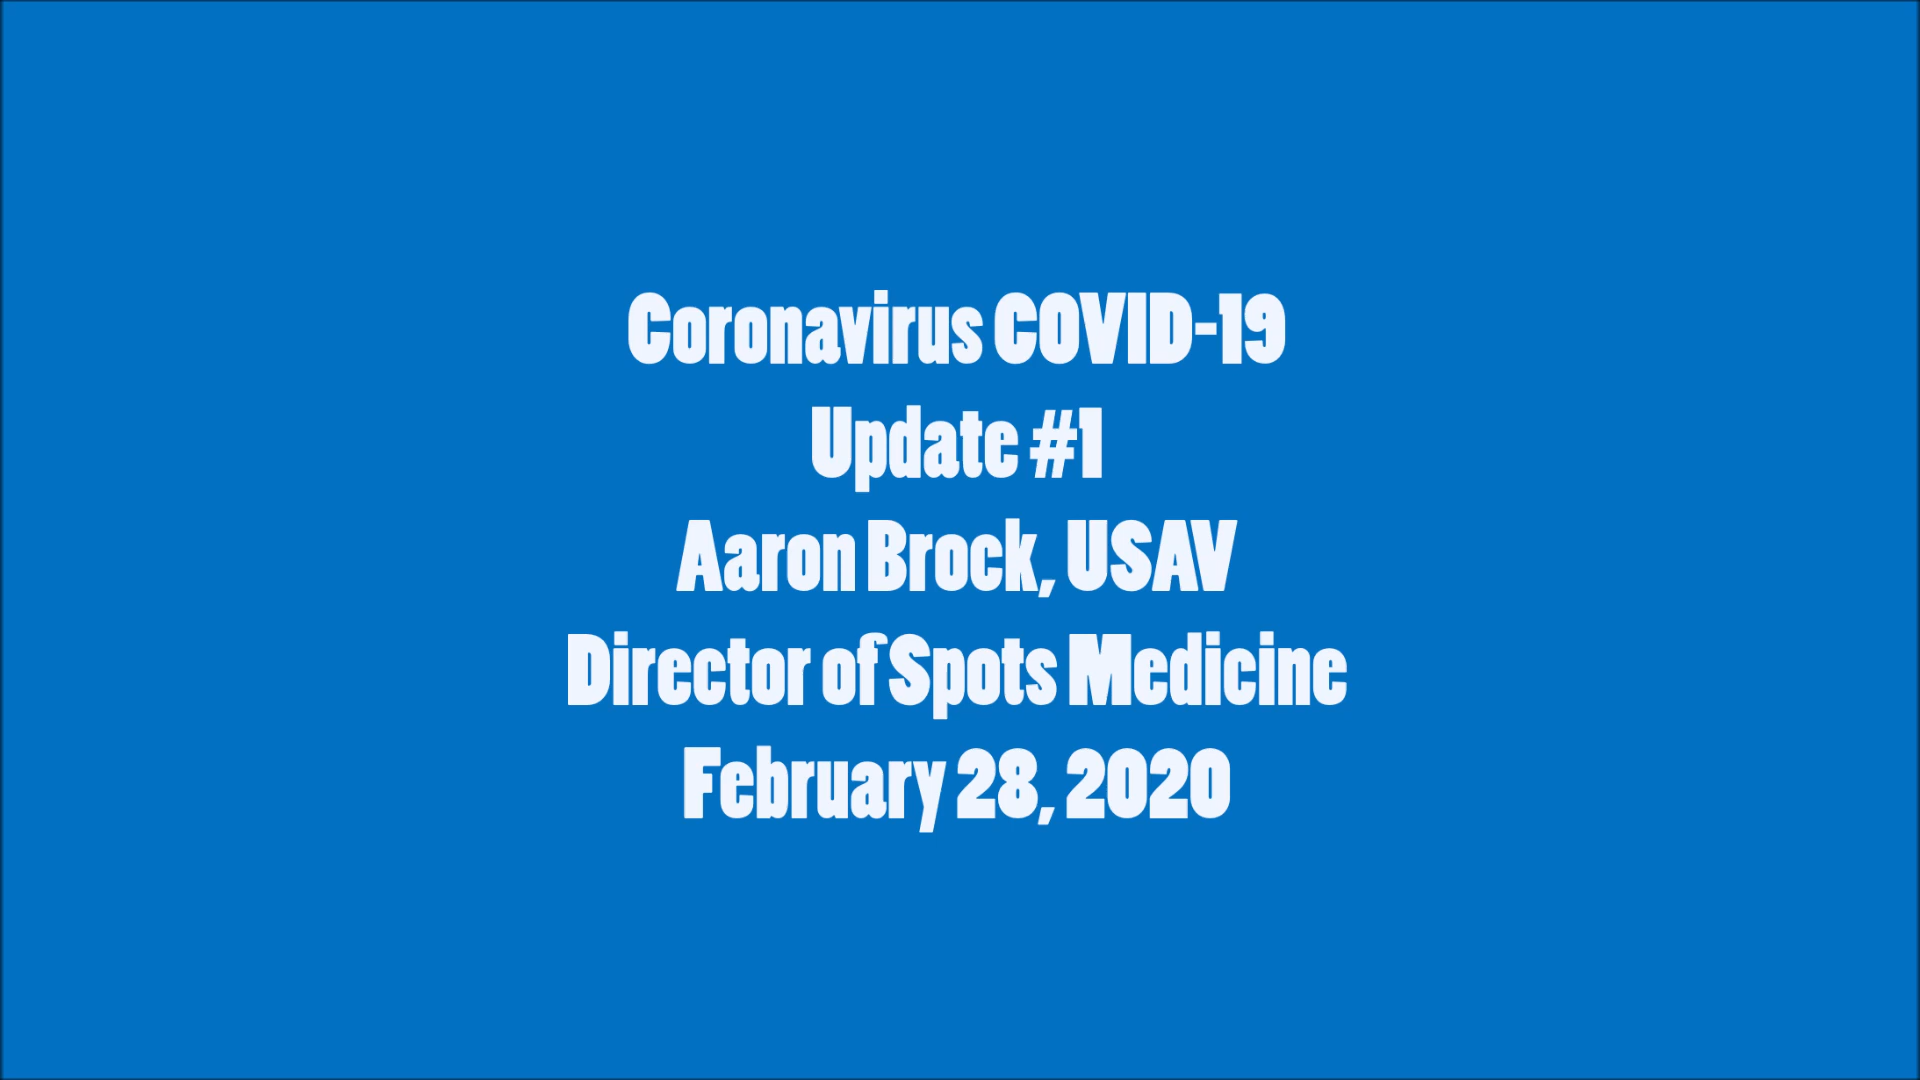 Coronavirus COVID-19
Update #1
Aaron Brock, USAV
Director of Spots Medicine
February 28, 2020